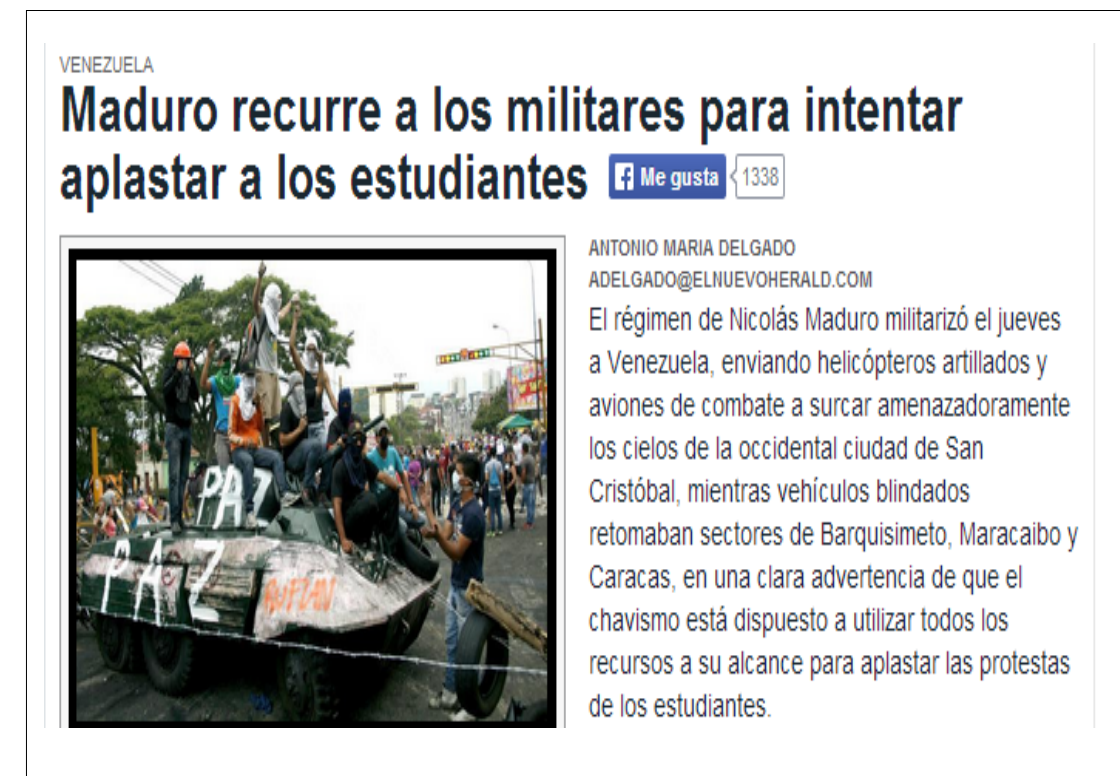 VENEZUELA
Maduro recurre a los militares para intentar
aplastar a los estudiantes
Me gusta 1338
ANTONIO MARIA DELGADO
ADELGADO@ELNUEVOHERALD.COM
El régimen de Nicolás Maduro militarizó el jueves
a Venezuela, enviando helicópteros artillados y
aviones de combate a surcar amenazadoramente
los cielos de la occidental ciudad de San
Cristóbal, mientras vehículos blindados
retomaban sectores de Barquisimeto, Maracaibo y
Caracas, en una clara advertencia de que el
chavismo está dispuesto a utilizar todos los
recursos a su alcance para aplastar las protestas
de los estudiantes.
PAZ
PAZ